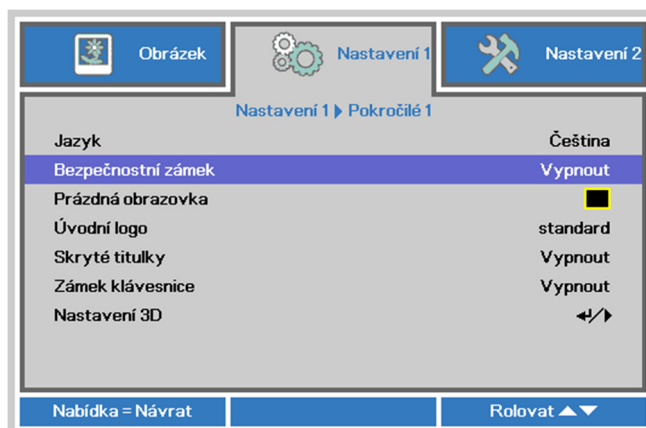 Obrázek Nastavení 1 Nastavení 2
Nastavení 1 Pokročilé 1
Jazyk Čeština
Bezpečnostní zámek Vypnout
Prázdná obrazovka
Úvodní logo standard
Skryté titulky Vypnout
Zámek klávesnice Vypnout
Nastavení 3D
Nabídka = Návrat Rolovat